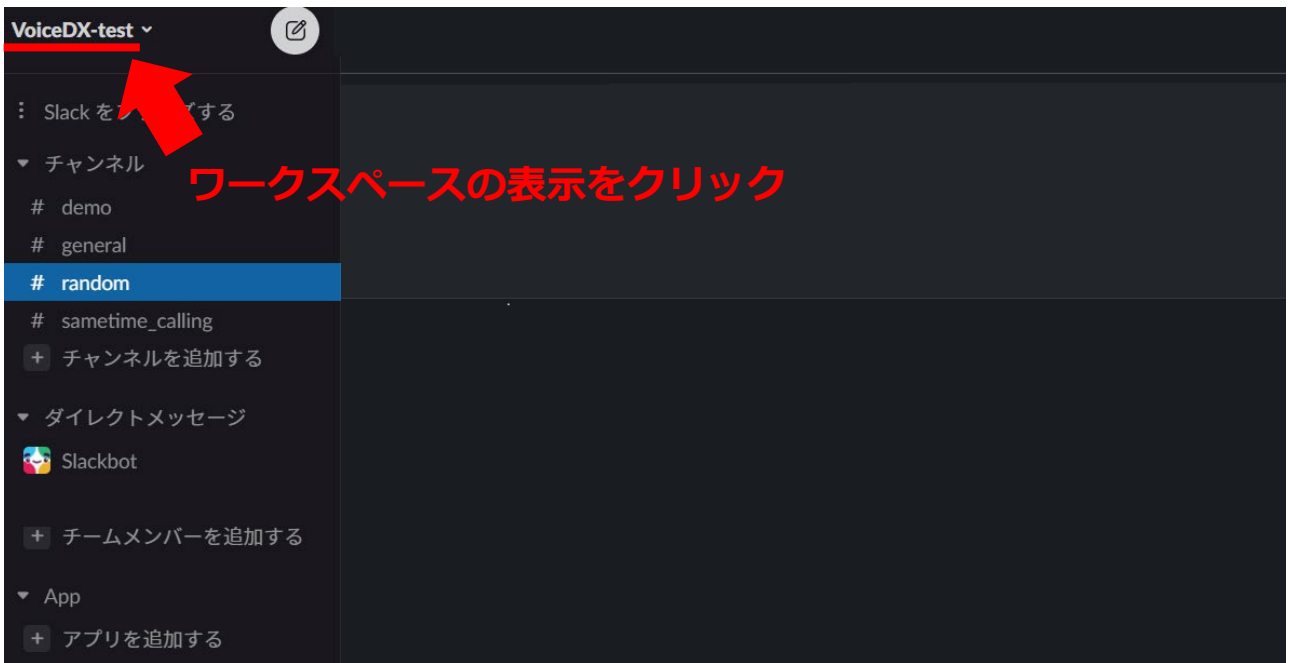 VoiceDX-test
Slack を
ワークスペースの表示をクリック
チャンネル
# demo
# general
# random
# sametime_calling
+ チャンネルを追加する
ダイレクトメッセージ
Slackbot
+ チームメンバーを追加する
App
+ アプリを追加する